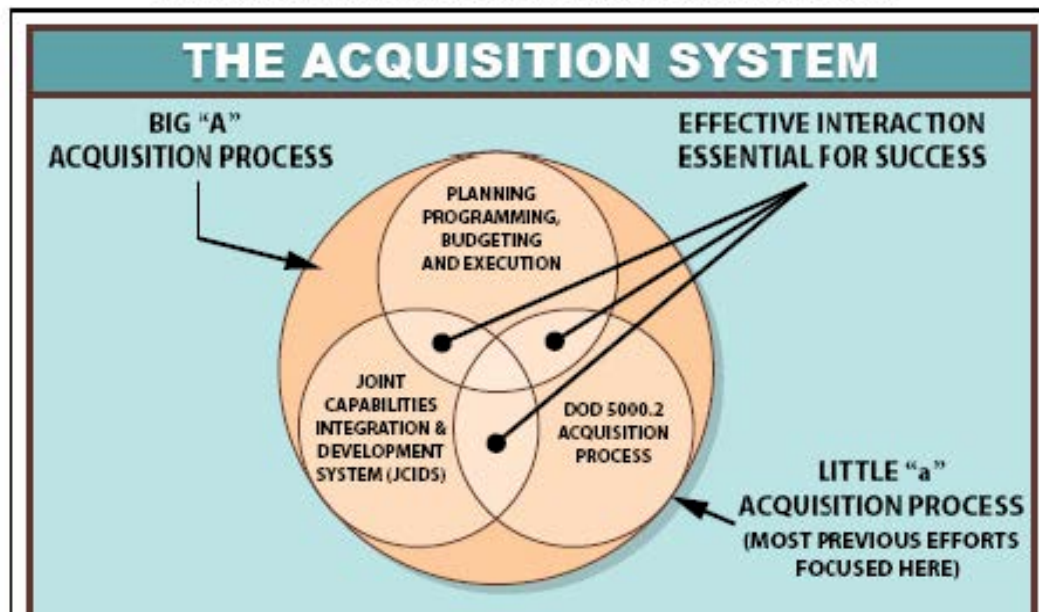 THE ACQUISITION SYSTEM
BIG “A”
ACQUISITION PROCESS
EFFECTIVE INTERACTION
ESSENTIAL FOR SUCCESS
PLANNING
PROGRAMMING,
BUDGETING
AND EXECUTION
JOINT
CAPABILITIES
INTEGRATION &
DEVELOPMENT
SYSTEM (JCIDS)
DOD 5000.2
ACQUISITION
PROCESS
LITTLE “a”
ACQUISITION PROCESS
(MOST PREVIOUS EFFORTS
FOCUSED HERE)